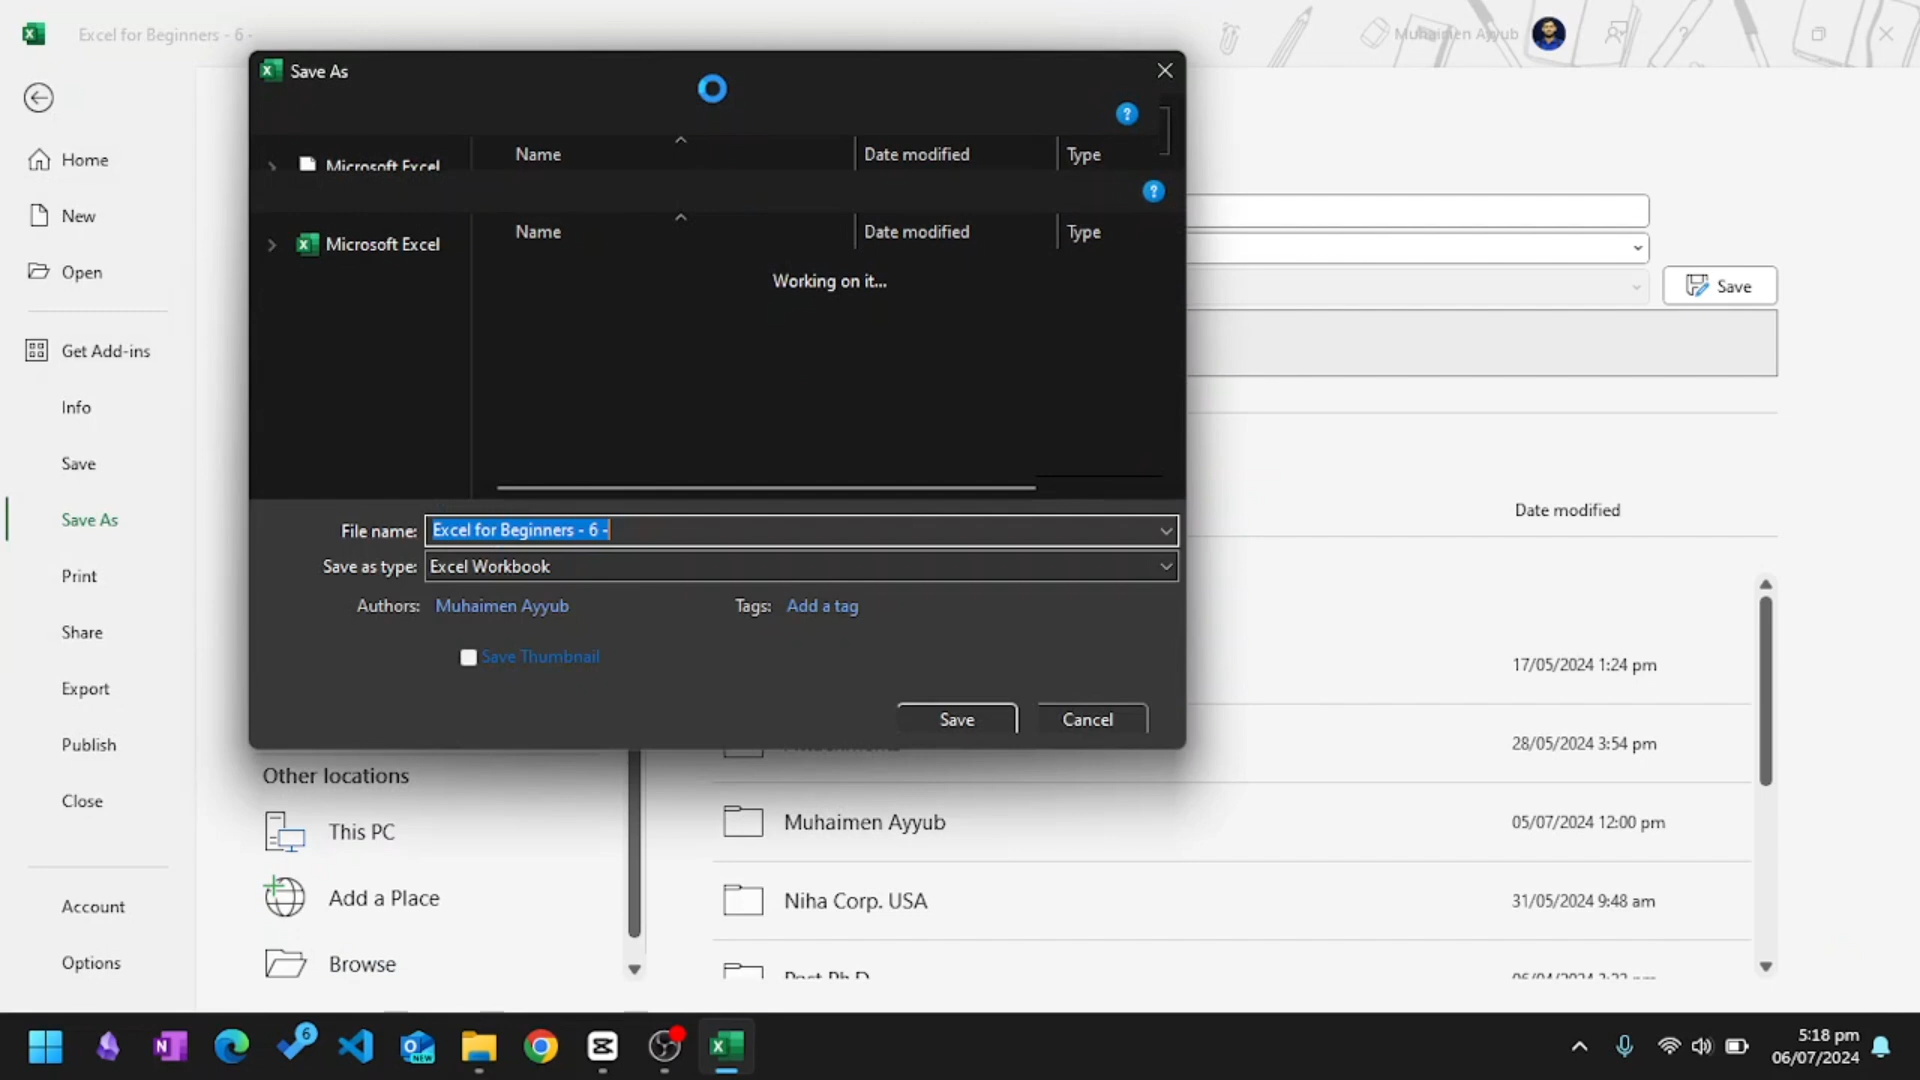 Excel for Beginners - 6 -
Muhaimen Ayyub
Save As
Home
New
Open
Get Add-ins
Info
Save
Save As
Print
Share
Export
Publish
Close
Account
Options
Name
Date modified
Type
Microsoft Excel
Name
Date modified
Type
Microsoft Excel
Working on it...
File name: Excel for Beginners - 6 -
Save as type: Excel Workbook
Authors: Muhaimen Ayyub
Tags: Add a tag
Save Thumbnail
Save
Cancel
Save
Date modified
17/05/2024 1:24 pm
28/05/2024 3:54 pm
Other locations
This PC
Add a Place
Browse
Muhaimen Ayyub
05/07/2024 12:00 pm
Niha Corp. USA
31/05/2024 9:48 am
6
NEW
5:18 pm
06/07/2024